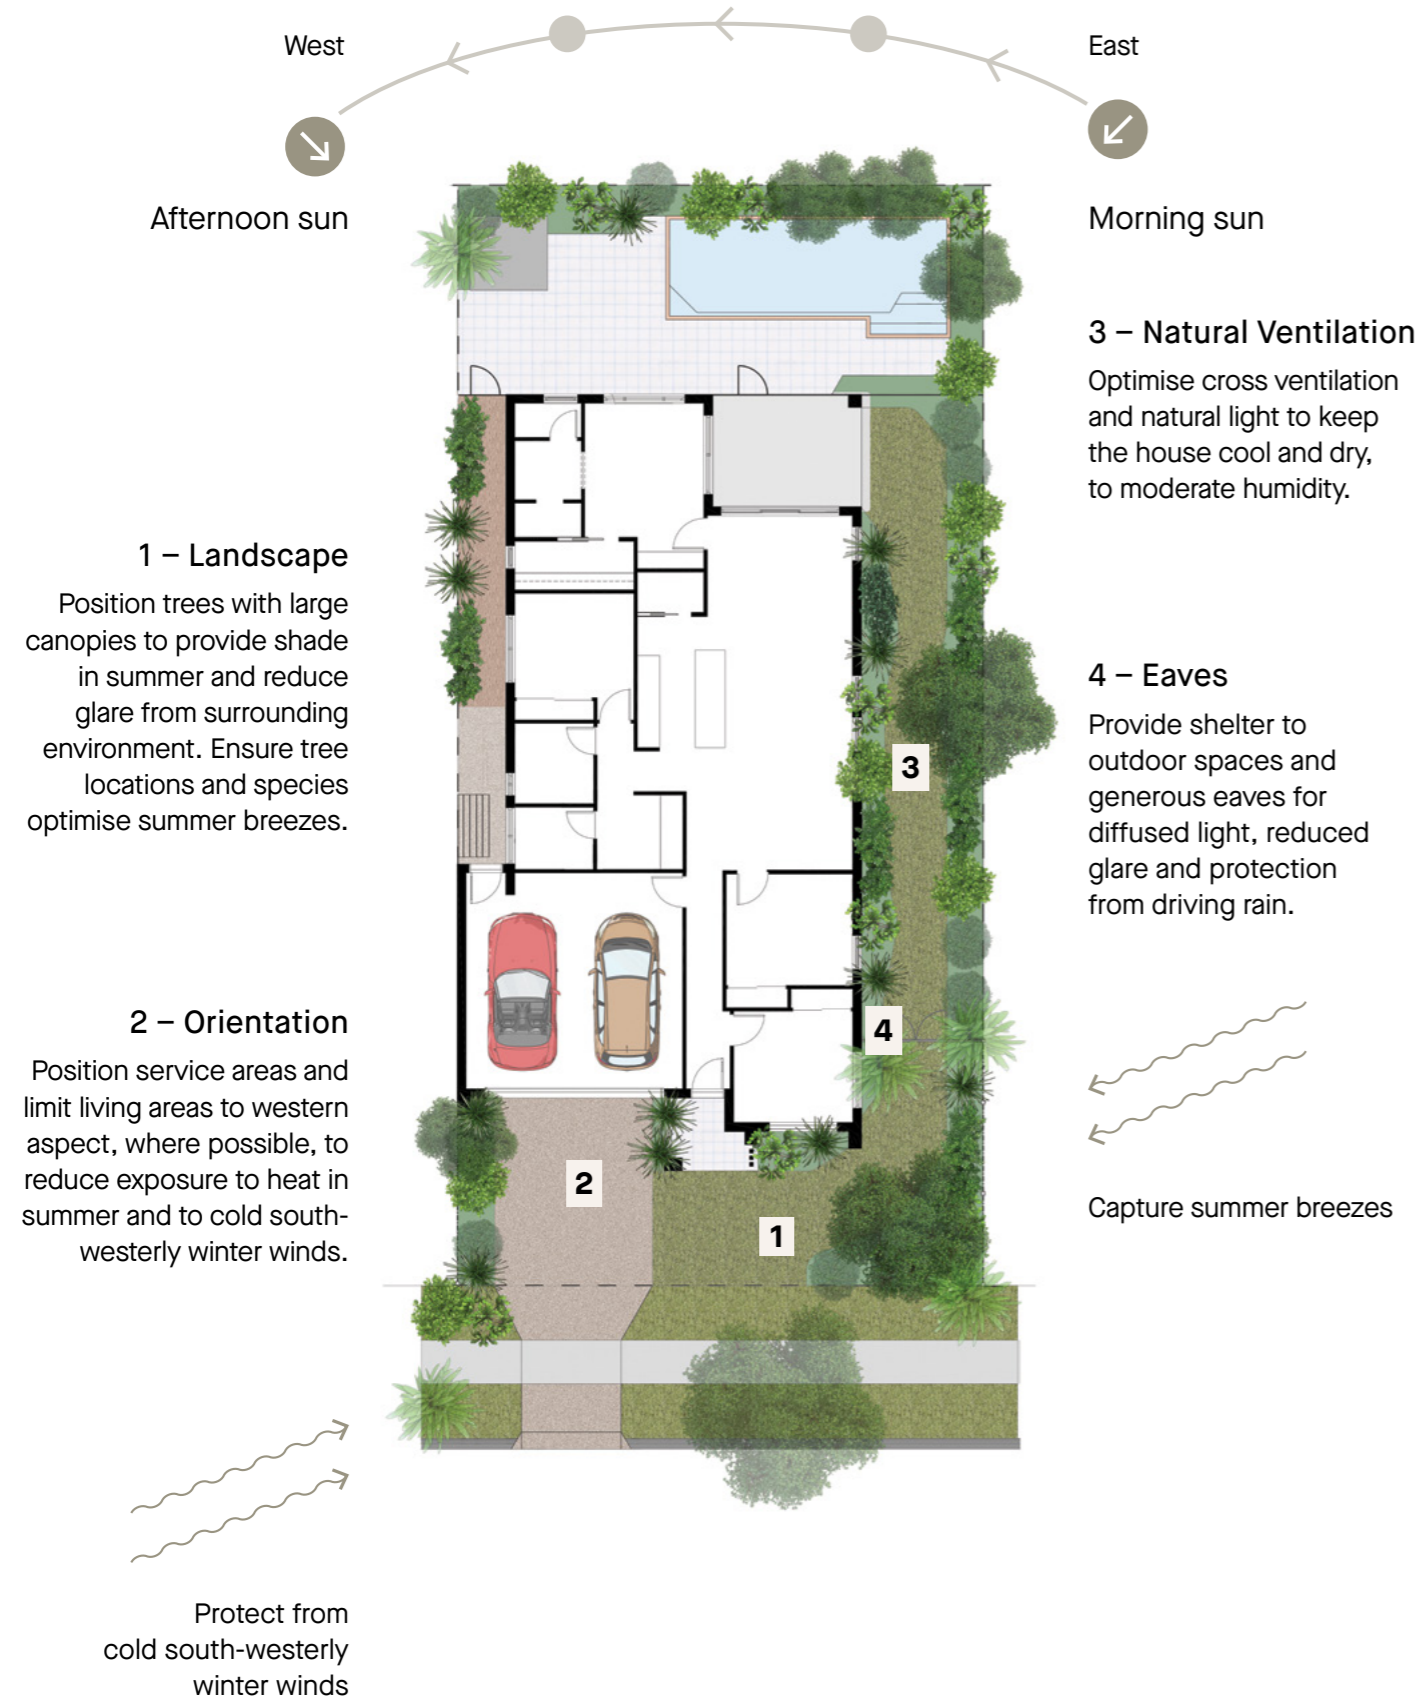 West
East
Afternoon sun
Morning sun
3 – Natural Ventilation
Optimise cross ventilation
and natural light to keep
the house cool and dry,
to moderate humidity.
1 – Landscape
Position trees with large
canopies to provide shade
in summer and reduce
glare from surrounding
environment. Ensure tree
locations and species
optimise summer breezes.
4 – Eaves
Provide shelter to
outdoor spaces and
generous eaves for
diffused light, reduced
glare and protection
from driving rain.
2 – Orientation
Position service areas and
limit living areas to western
aspect, where possible, to
reduce exposure to heat in
summer and to cold south-
westerly winter winds.
3
4
2
1
Capture summer breezes
Protect from
cold south-westerly
winter winds